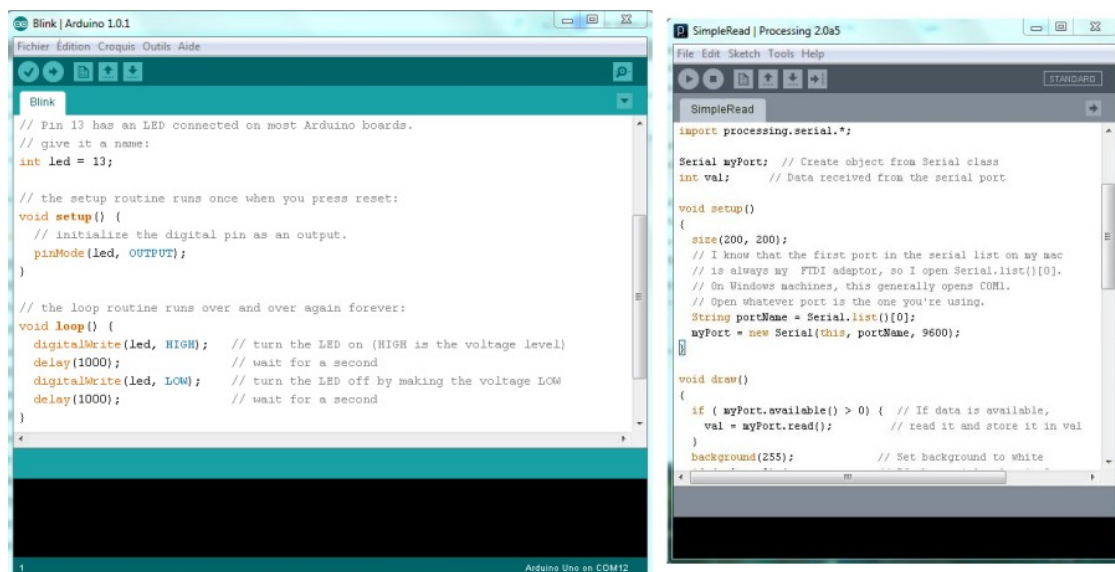 Blink | Arduino 1.0.1
Fichier Édition Croquis Outils Aide
Blink
// Pin 13 has an LED connected on most Arduino boards.
// give it a name:
int led = 13;
// the setup routine runs once when you press reset:
void setup() {
// initialize the digital pin as an output.
pinMode(led, OUTPUT);
}
// the loop routine runs over and over again forever:
void loop() {
digitalWrite(led, HIGH);   // turn the LED on (HIGH is the voltage level)
delay(1000);               // wait for a second
digitalWrite(led, LOW);    // turn the LED off by making the voltage LOW
delay(1000);               // wait for a second
}
1
Arduino Uno on COM12
SimpleRead | Processing 2.0a5
File Edit Sketch Tools Help
STANDARD
SimpleRead
import processing.serial.*;
Serial myPort;  // Create object from Serial class
int val;      // Data received from the serial port
void setup()
{
size(200, 200);
// I know that the first port in the serial list on my mac
// is always my  FTDI adaptor, so I open Serial.list()[0].
// On Windows machines, this generally opens COM1.
// Open whatever port is the one you're using.
String portName = Serial.list()[0];
myPort = new Serial(this, portName, 9600);
}
void draw()
{
if ( myPort.available() > 0) {  // If data is available,
val = myPort.read();         // read it and store it in val
}
background(255);             // Set background to white